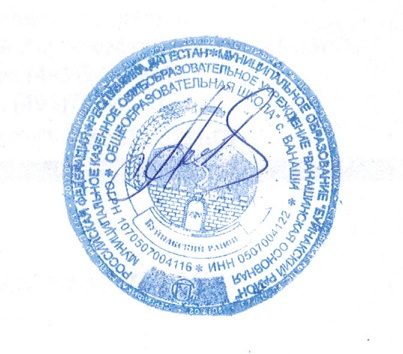 РОССИЙСКАЯ ФЕДЕРАЦИЯ * РЕСПУБЛИКА ДАГЕСТАН * МУНИЦИПАЛЬНОЕ ОБРАЗОВАНИЕ "БУЙНАКСКИЙ РАЙОН"
МУНИЦИПАЛЬНОЕ КАЗЕННОЕ ОБЩЕОБРАЗОВАТЕЛЬНОЕ УЧРЕЖДЕНИЕ "ВАНАШИНСКАЯ ОСНОВНАЯ
ОБЩЕОБРАЗОВАТЕЛЬНАЯ ШКОЛА" с. ВАНАШИ * ИНН 0507004122 * 1070507004116
БУЙНАКСКИЙ РАЙОН